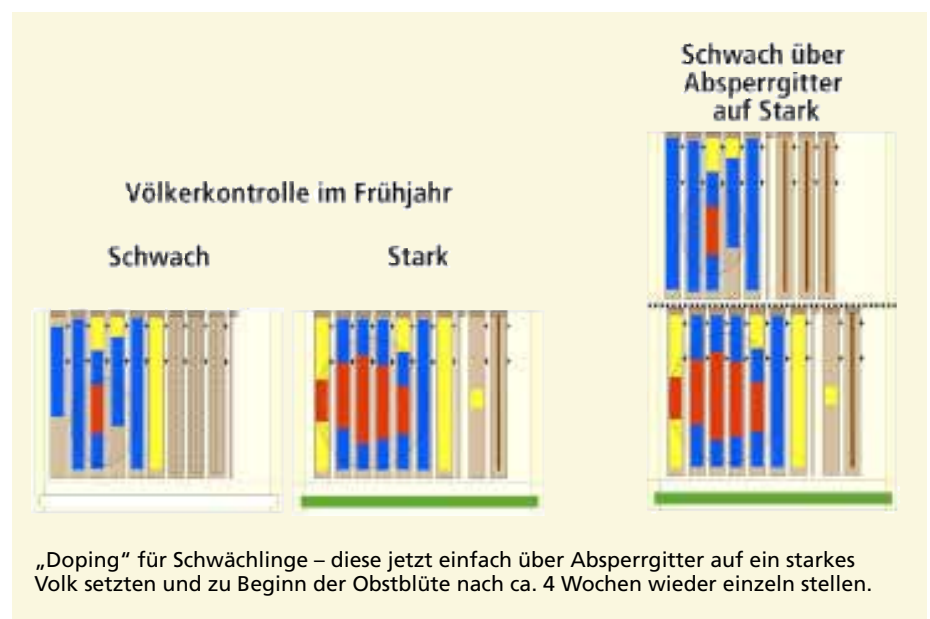 Schwach über
Absperrgitter
auf Stark
Völkerkontrolle im Frühjahr
Schwach
Stark
„Doping“ für Schwächlinge – diese jetzt einfach über Absperrgitter auf ein starkes
Volk setzten und zu Beginn der Obstblüte nach ca. 4 Wochen wieder einzeln stellen.